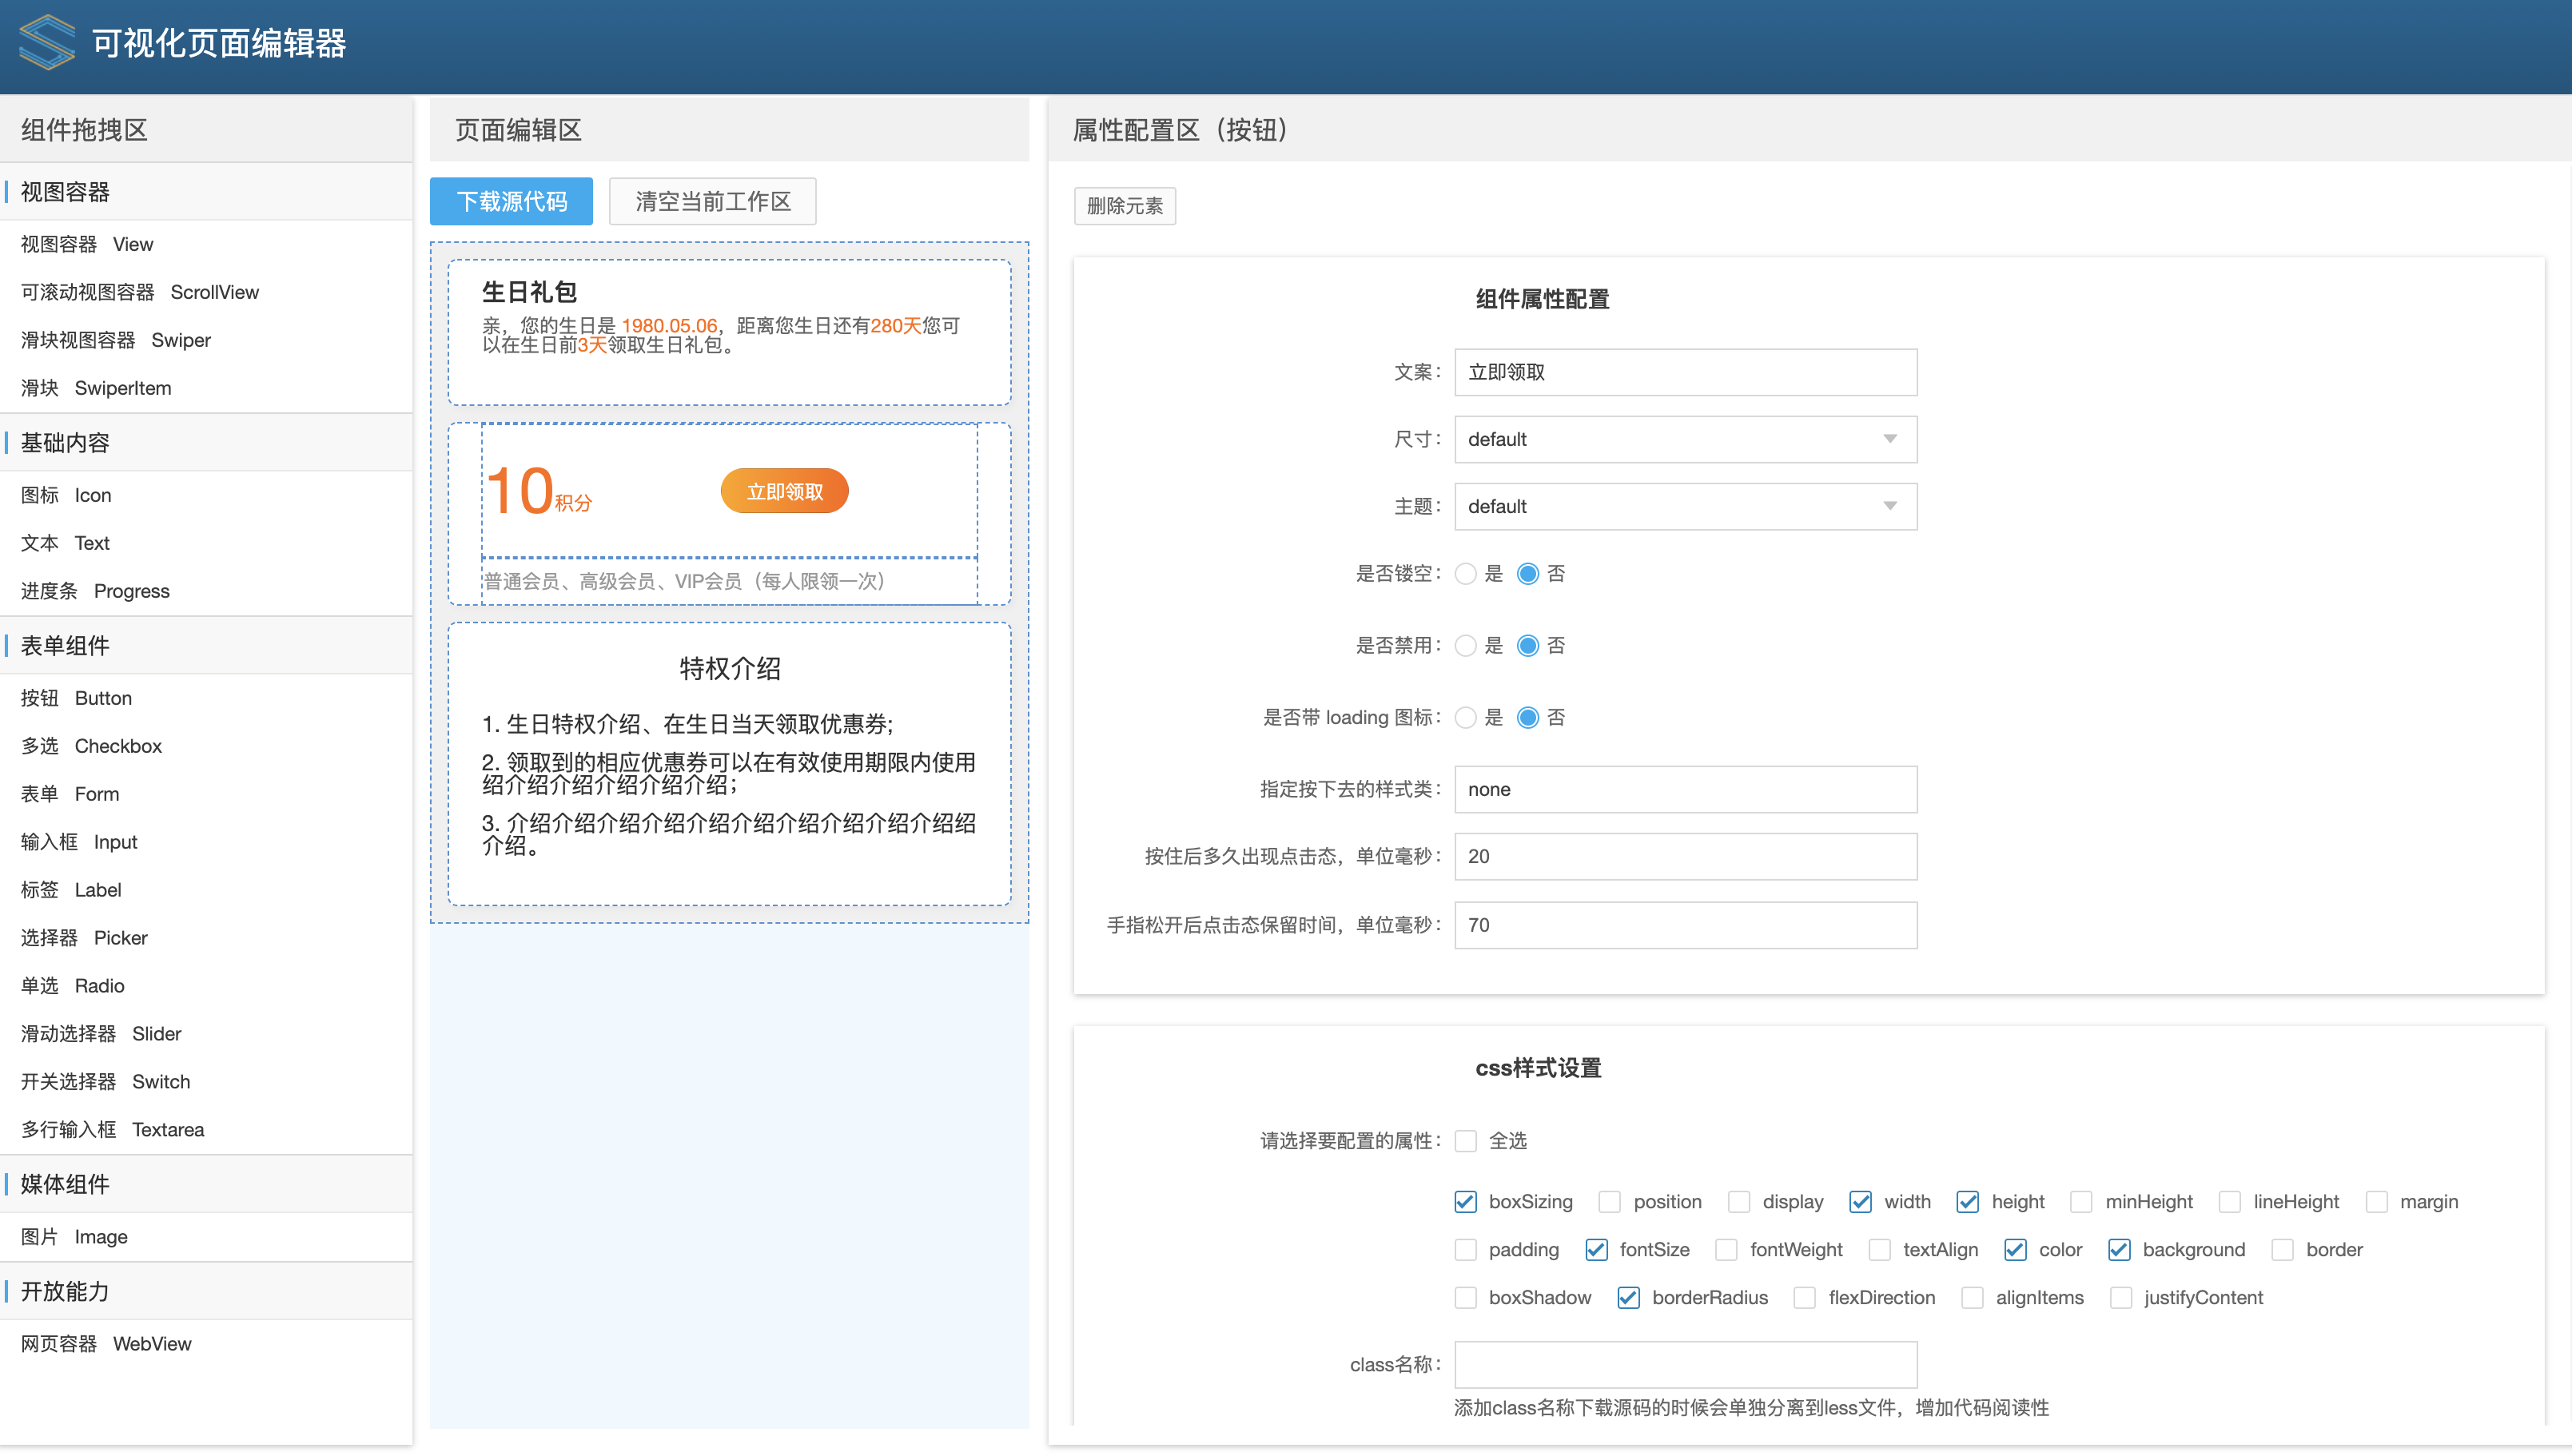 可视化页面编辑器
组件拖拽区
视图容器
视图容器 View
可滚动视图容器 ScrollView
滑块视图容器 Swiper
滑块 SwiperItem
基础内容
图标 Icon
文本 Text
进度条 Progress
表单组件
按钮 Button
多选 Checkbox
表单 Form
输入框 Input
标签 Label
选择器 Picker
单选 Radio
滑动选择器 Slider
开关选择器 Switch
多行输入框 Textarea
媒体组件
图片 Image
开放能力
网页容器 WebView
页面编辑区
下载源代码 清空当前工作区
生日礼包
亲，您的生日是 1980.05.06，距离您生日还有280天您可
以在生日前3天领取生日礼包。
10积分 立即领取
普通会员、高级会员、VIP会员（每人限领一次）
特权介绍
1. 生日特权介绍、在生日当天领取优惠券;
2. 领取到的相应优惠券可以在有效使用期限内使用
绍介绍介绍介绍介绍介绍；
3. 介绍介绍介绍介绍介绍介绍介绍介绍介绍介绍绍
介绍。
属性配置区（按钮）
删除元素
组件属性配置
文案： 立即领取
尺寸： default
主题： default
是否镂空： 是 否
是否禁用： 是 否
是否带 loading 图标： 是 否
指定按下去的样式类： none
按住后多久出现点击态，单位毫秒： 20
手指松开后点击态保留时间，单位毫秒： 70
css样式设置
请选择要配置的属性： 全选
boxSizing position display width height minHeight lineHeight margin
padding fontSize fontWeight textAlign color background border
boxShadow borderRadius flexDirection alignItems justifyContent
class名称：
添加class名称下载源码的时候会单独分离到less文件，增加代码阅读性